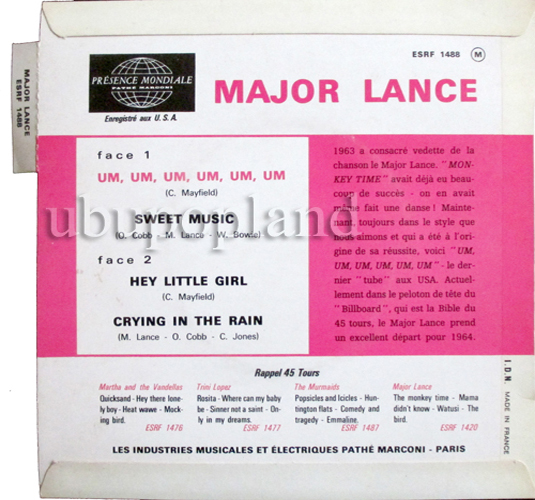 ESRF 1488 M
MAJOR LANCE
ESRF 1488
PRÉSENCE MONDIALE
PATHÉ MARCONI
Enregistré aux U.S.A.
MAJOR LANCE
face 1
UM, UM, UM, UM, UM, UM
(C. Mayfield)
SWEET MUSIC
(O. Cobb - M. Lance - W. Bowie)
face 2
HEY LITTLE GIRL
(C. Mayfield)
CRYING IN THE RAIN
(M. Lance - O. Cobb - C. Jones)
1963 a consacré vedette de la
chanson le Major Lance. "MON-
KEY TIME" avait déjà eu beau-
coup de succès - on en avait
même fait une danse ! Mainte-
nant, toujours dans le style que
nous aimons et qui a été à l'ori-
gine de sa réussite, voici "UM,
UM, UM, UM, UM, UM" - le der-
nier "tube" aux USA. Actuel-
lement dans le peloton de tête du
"Billboard", qui est la Bible du
45 tours, le Major Lance prend
un excellent départ pour 1964.
ubupopland
Rappel 45 Tours
Martha and the Vandellas
Quicksand - Hey there lone-
ly boy - Heat wawe - Mock-
ing bird.
ESRF 1476
Trini Lopez
Rosita - Where can my baby
be - Sinner not a saint - On-
ly in my dreams.
ESRF 1477
The Murmaids
Popsicles and Icicles - Hun-
tington flats - Comedy and
tragedy - Emmaline.
ESRF 1487
Major Lance
The monkey time - Mama
didn't know - Watusi - The
bird.
ESRF 1420
LES INDUSTRIES MUSICALES ET ÉLECTRIQUES PATHÉ MARCONI - PARIS
I.D.N. MADE IN FRANCE